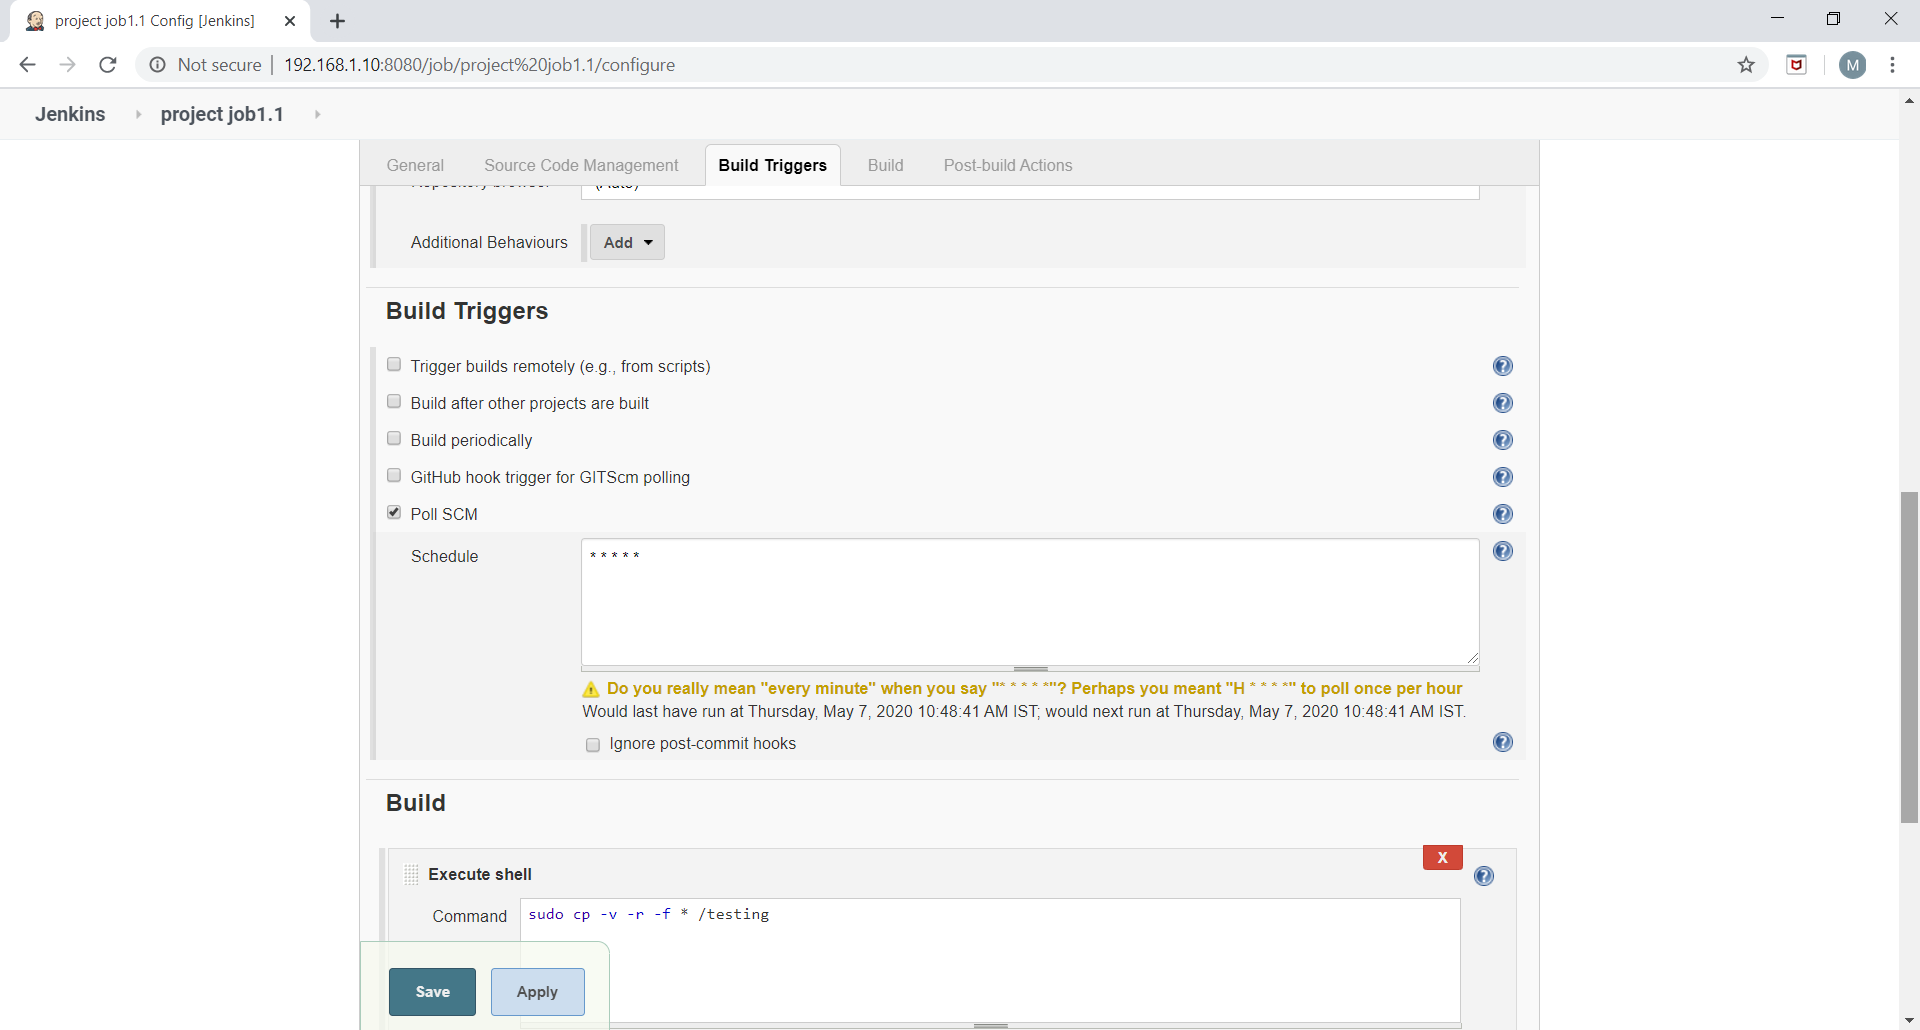 project job1.1 Config [Jenkins]
Not secure 192.168.1.10:8080/job/project%20job1.1/configure
M
Jenkins project job1.1
General Source Code Management Build Triggers Build Post-build Actions
Repository browser (Auto)
Additional Behaviours Add
Build Triggers
Trigger builds remotely (e.g., from scripts)
Build after other projects are built
Build periodically
GitHub hook trigger for GITScm polling
Poll SCM
Schedule * * * * *
Do you really mean "every minute" when you say "* * * * *"? Perhaps you meant "H * * * *" to poll once per hour
Would last have run at Thursday, May 7, 2020 10:48:41 AM IST; would next run at Thursday, May 7, 2020 10:48:41 AM IST.
Ignore post-commit hooks
Build
X
Execute shell
Command sudo cp -v -r -f * /testing
Save Apply